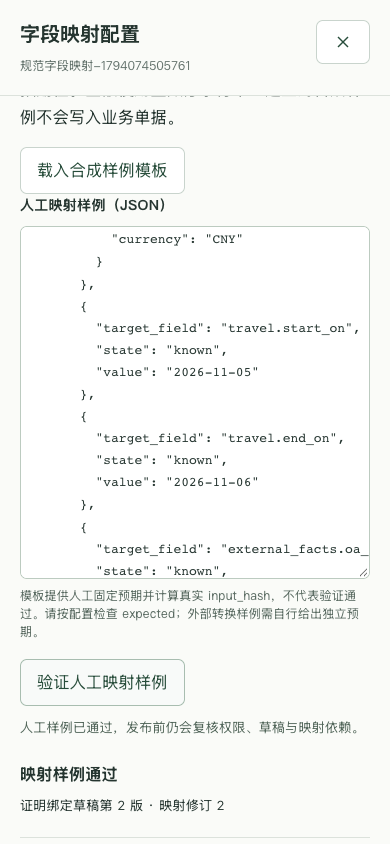 字段映射配置
规范字段映射-1794074505761
例不会写入业务单据。
载入合成样例模板
人工映射样例（JSON）
"currency": "CNY"
}
},
{
"target_field": "travel.start_on",
"state": "known",
"value": "2026-11-05"
},
{
"target_field": "travel.end_on",
"state": "known",
"value": "2026-11-06"
},
{
"target_field": "external_facts.oa_
"state": "known",
模板提供人工固定预期并计算真实 input_hash，不代表验证通
过。请按配置检查 expected；外部转换样例需自行给出独立预
期。
验证人工映射样例
人工样例已通过，发布前仍会复核权限、草稿与映射依赖。
映射样例通过
证明绑定草稿第 2 版 · 映射修订 2